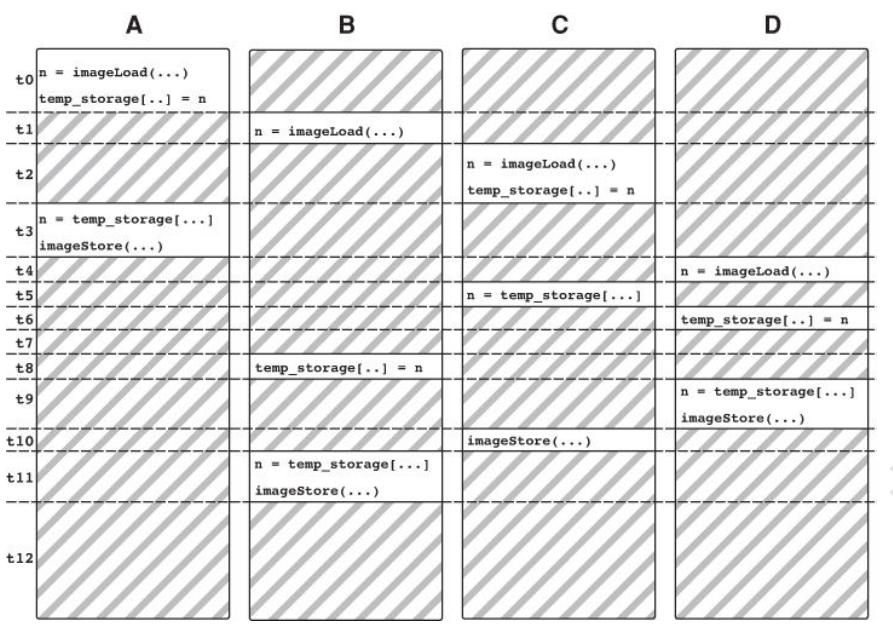 A B C D
t0
n = imageLoad(...)
temp_storage[..] = n
t1
n = imageLoad(...)
t2
n = imageLoad(...)
temp_storage[..] = n
t3
n = temp_storage[...]
imageStore(...)
t4
n = imageLoad(...)
t5
n = temp_storage[...]
t6
temp_storage[..] = n
t7
t8
temp_storage[..] = n
t9
n = temp_storage[...]
imageStore(...)
t10
imageStore(...)
t11
n = temp_storage[...]
imageStore(...)
t12